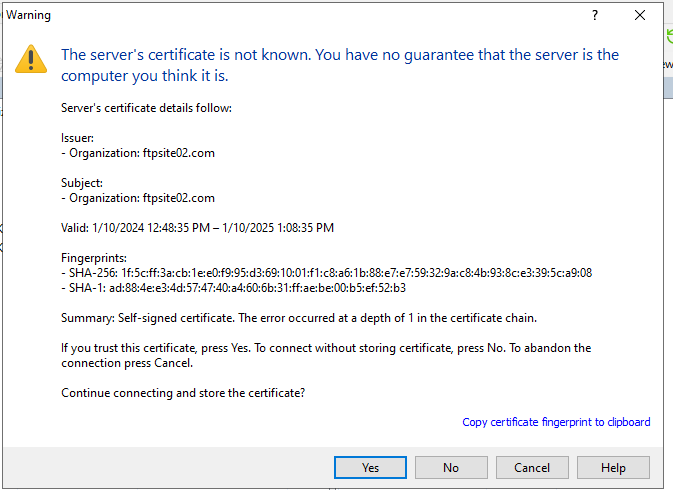 Warning
?
The server's certificate is not known. You have no guarantee that the server is the
computer you think it is.
Server's certificate details follow:
Issuer:
- Organization: ftpsite02.com
Subject:
- Organization: ftpsite02.com
Valid: 1/10/2024 12:48:35 PM – 1/10/2025 1:08:35 PM
Fingerprints:
- SHA-256: 1f:5c:ff:3a:cb:1e:e0:f9:95:d3:69:10:01:f1:c8:a6:1b:88:e7:e7:59:32:9a:c8:4b:93:8c:e3:39:5c:a9:08
- SHA-1: ad:88:4e:e3:4d:57:47:40:a4:60:6b:31:ff:ae:be:00:b5:ef:52:b3
Summary: Self-signed certificate. The error occurred at a depth of 1 in the certificate chain.
If you trust this certificate, press Yes. To connect without storing certificate, press No. To abandon the
connection press Cancel.
Continue connecting and store the certificate?
Copy certificate fingerprint to clipboard
Yes
No
Cancel
Help